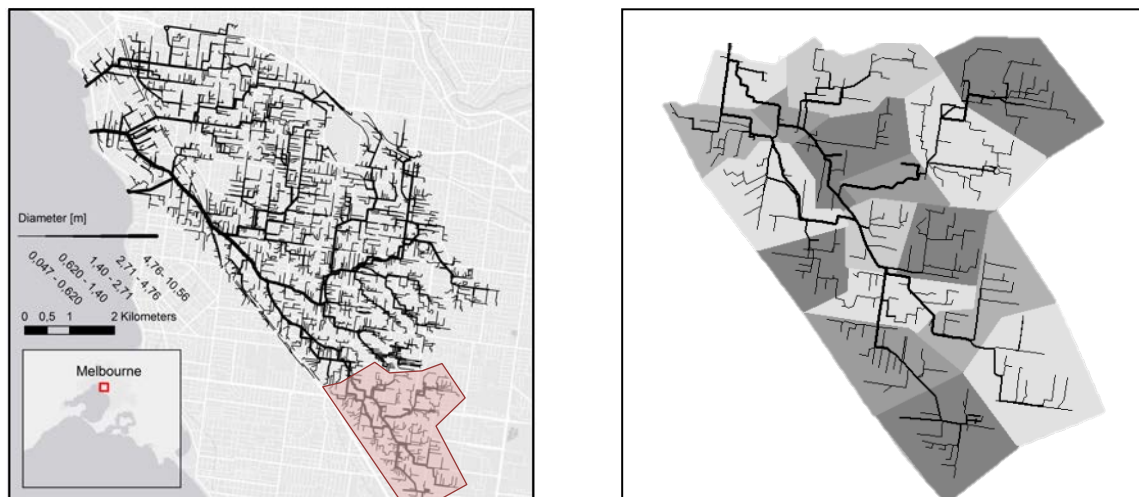 Diameter [m]
0,047 - 0,620
0,620 - 1,40
1,40 - 2,71
2,71 - 4,76
4,76-10,56
0 0,5 1 2 Kilometers
Melbourne